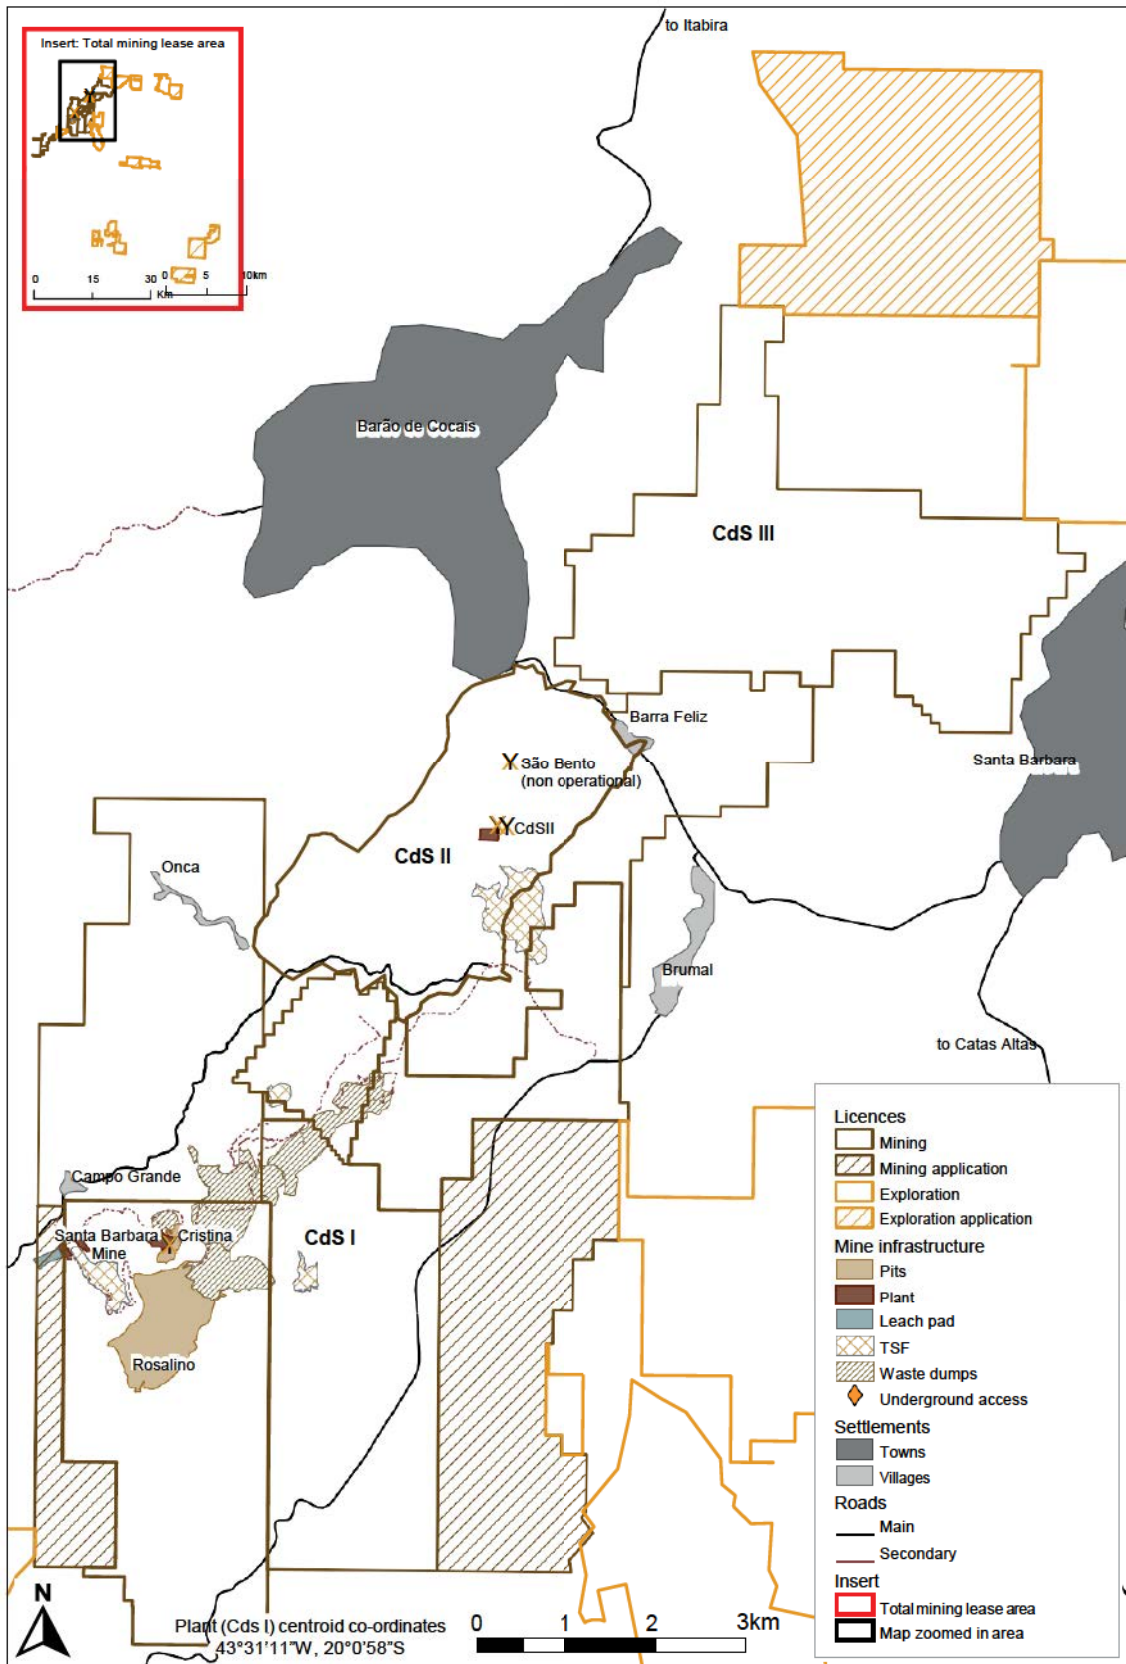 to Itabira
Insert: Total mining lease area
0 15 30
Km
0 5 10km
Barão de Cocais
CdS III
Barra Feliz
São Bento
(non operational)
Santa Barbara
CdSII
CdS II
Onca
Brumal
to Catas Altas
Campo Grande
Santa Barbara
Mine
Cristina
CdS I
Rosalino
Licences
Mining
Mining application
Exploration
Exploration application
Mine infrastructure
Pits
Plant
Leach pad
TSF
Waste dumps
Underground access
Settlements
Towns
Villages
Roads
Main
Secondary
Insert
Total mining lease area
Map zoomed in area
N
Plant (Cds I) centroid co-ordinates
43°31'11"W, 20°0'58"S
0 1 2 3km